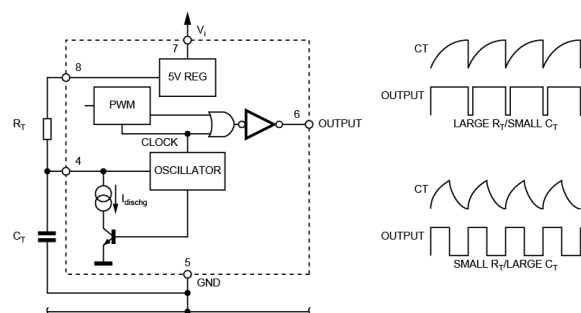 Vi
7
8
5V REG
PWM
6
OUTPUT
RT
CLOCK
4
OSCILLATOR
Idischg
CT
5
GND
CT
OUTPUT
LARGE RT/SMALL CT
CT
OUTPUT
SMALL RT/LARGE CT